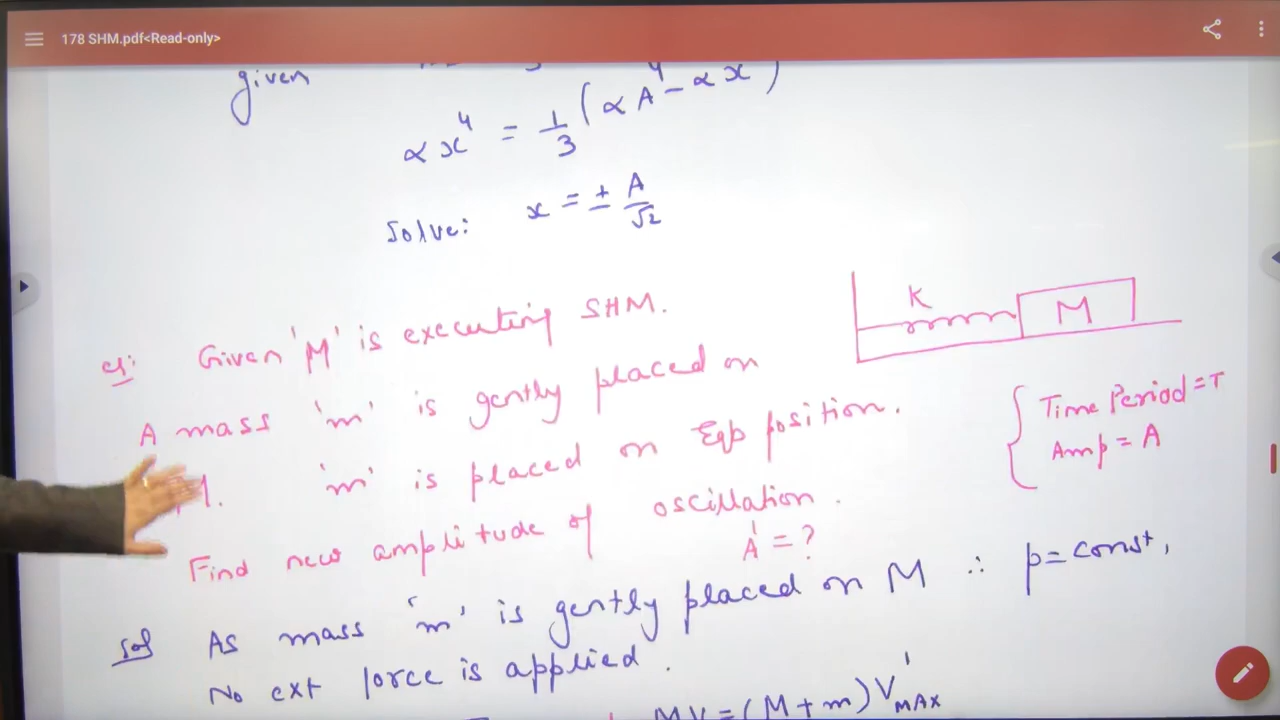 178 SHM.pdf<Read-only>
given
αx⁴ = 1/3 (αA⁴ - αx
Solve: x = ± A/√2
Q: Given 'M' is executing SHM.
K
M
A mass 'm' is gently placed on
M. 'm' is placed on Eqb position.
Time Period = T
Amp = A
Find new amplitude of oscillation.
A' = ?
Sol As mass 'm' is gently placed on M ∴ p = const,
No ext force is applied.
MV = (M + m) V'MAX